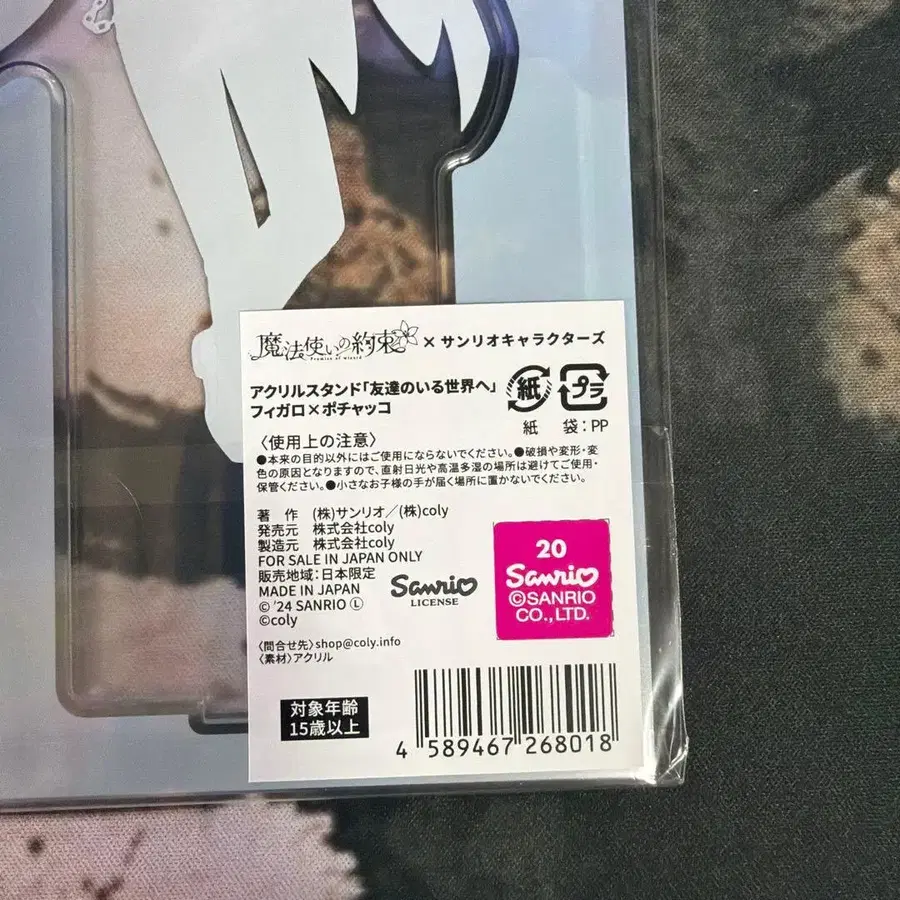 魔法使いの約束
Promise of wizard
× サンリオキャラクターズ
アクリルスタンド「友達のいる世界へ」
フィガロ×ポチャッコ
紙
プラ
紙 袋:PP
〈使用上の注意〉
●本来の目的以外にはご使用にならないでください。●破損や変形・変
色の原因となりますので、直射日光や高温多湿の場所は避けてご使用・
保管ください。●小さなお子様の手が届く場所に置かないでください。
著 作 (株)サンリオ/(株)coly
発売元 株式会社coly
製造元 株式会社coly
FOR SALE IN JAPAN ONLY
販売地域:日本限定
MADE IN JAPAN
© '24 SANRIO Ⓛ
©coly
Sanrio
LICENSE
20
Sanrio
©SANRIO
CO., LTD.
〈問合せ先〉shop@coly.info
〈素材〉アクリル
対象年齢
15歳以上
4 589467 268018